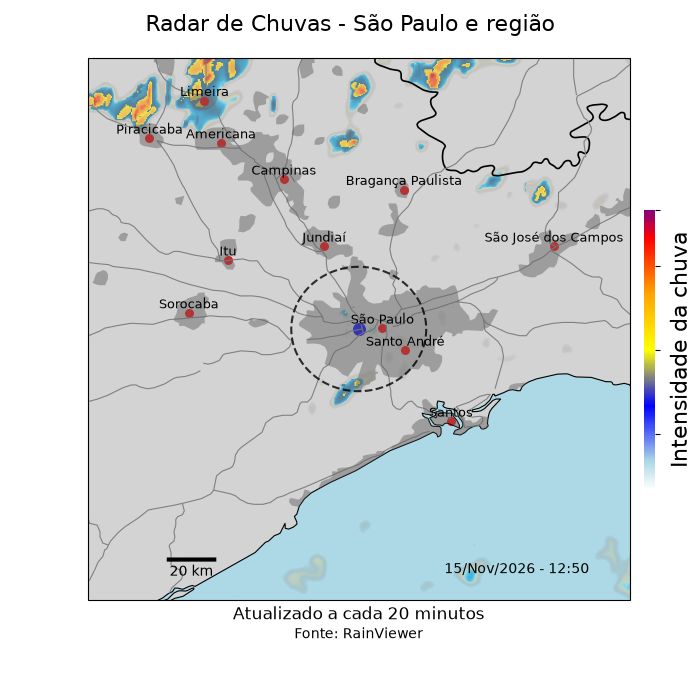 Radar de Chuvas - São Paulo e região
Limeira
Piracicaba
Americana
Campinas
Bragança Paulista
Jundiaí
São José dos Campos
Itu
Sorocaba
São Paulo
Santo André
Santos
Intensidade da chuva
20 km
15/Nov/2026 - 12:50
Atualizado a cada 20 minutos
Fonte: RainViewer